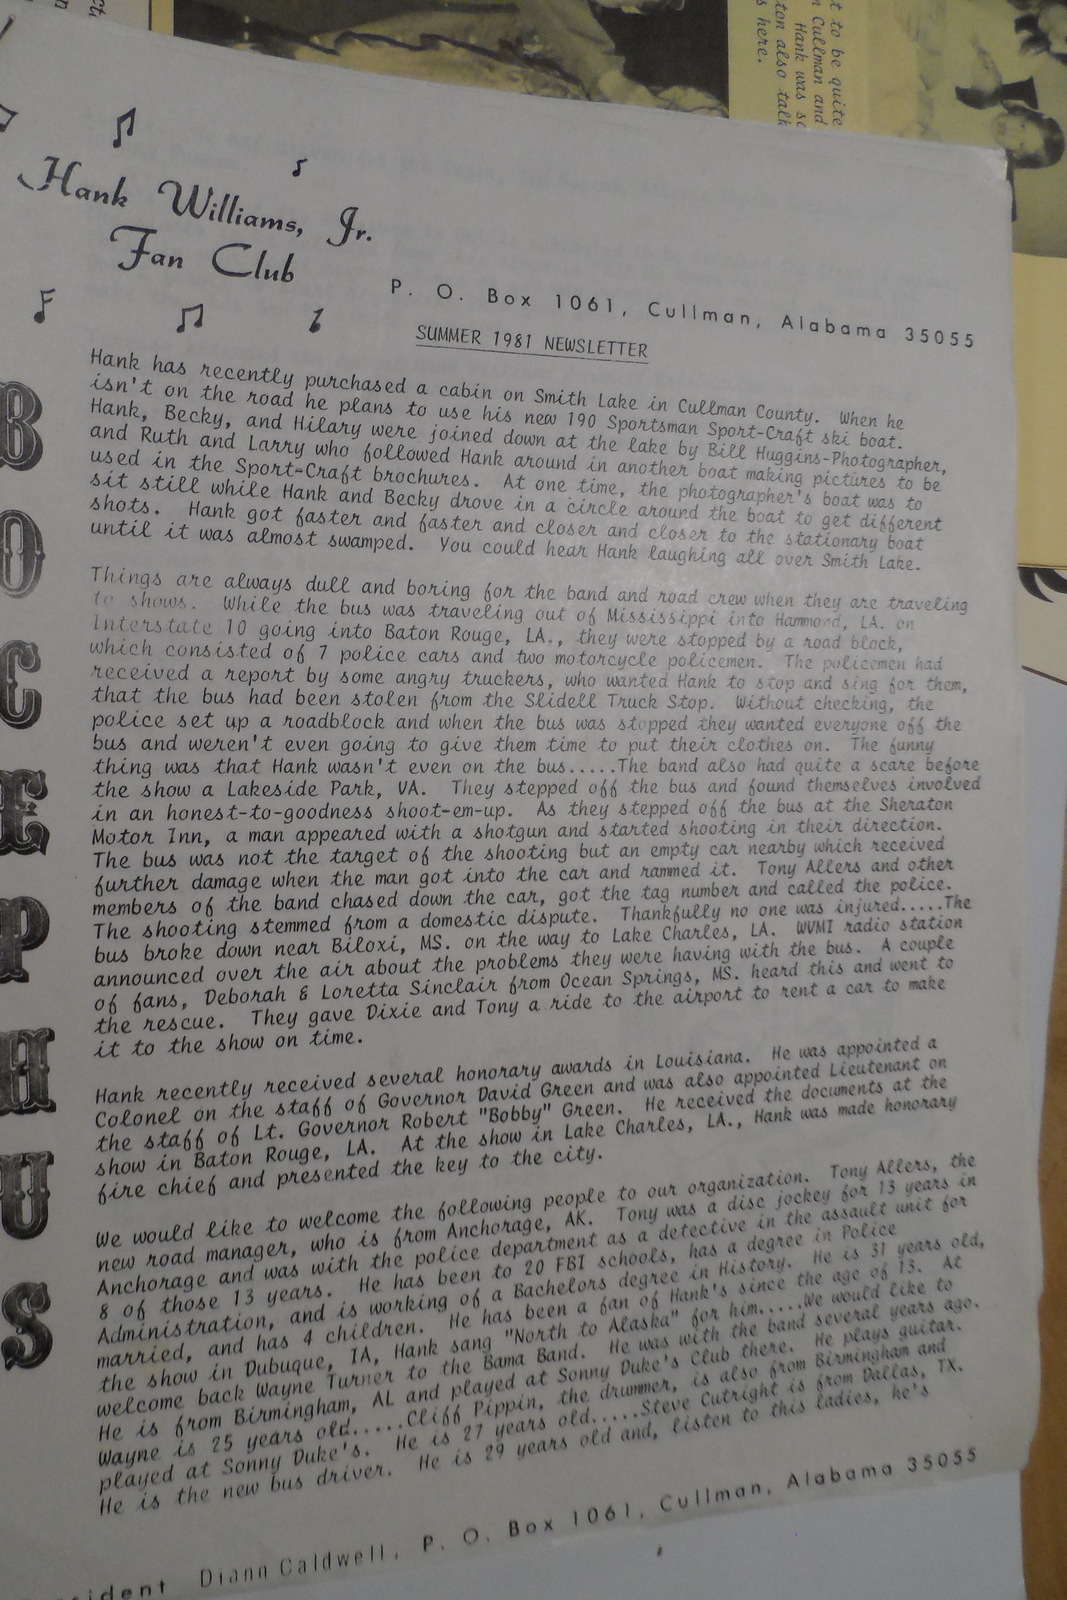 Hank Williams, Jr.
Fan Club
P. O. Box 1061, Cullman, Alabama 35055
SUMMER 1981 NEWSLETTER
Hank has recently purchased a cabin on Smith Lake in Cullman County. When he
isn't on the road he plans to use his new 190 Sportsman Sport-Craft ski boat.
Hank, Becky, and Hilary were joined down at the lake by Bill Huggins-Photographer,
and Ruth and Larry who followed Hank around in another boat making pictures to be
used in the Sport-Craft brochures. At one time, the photographer's boat was to
sit still while Hank and Becky drove in a circle around the boat to get different
shots. Hank got faster and faster and closer and closer to the stationary boat
until it was almost swamped. You could hear Hank laughing all over Smith Lake.
Things are always dull and boring for the band and road crew when they are traveling
to shows. While the bus was traveling out of Mississippi into Hammond, LA. on
Interstate 10 going into Baton Rouge, LA., they were stopped by a road block,
which consisted of 7 police cars and two motorcycle policemen. The policemen had
received a report by some angry truckers, who wanted Hank to stop and sing for them,
that the bus had been stolen from the Slidell Truck Stop. Without checking, the
police set up a roadblock and when the bus was stopped they wanted everyone off the
bus and weren't even going to give them time to put their clothes on. The funny
thing was that Hank wasn't even on the bus.....The band also had quite a scare before
the show a Lakeside Park, VA. They stepped off the bus and found themselves involved
in an honest-to-goodness shoot-em-up. As they stepped off the bus at the Sheraton
Motor Inn, a man appeared with a shotgun and started shooting in their direction.
The bus was not the target of the shooting but an empty car nearby which received
further damage when the man got into the car and rammed it. Tony Allers and other
members of the band chased down the car, got the tag number and called the police.
The shooting stemmed from a domestic dispute. Thankfully no one was injured.....The
bus broke down near Biloxi, MS. on the way to Lake Charles, LA. WVMI radio station
announced over the air about the problems they were having with the bus. A couple
of fans, Deborah & Loretta Sinclair from Ocean Springs, MS. heard this and went to
the rescue. They gave Dixie and Tony a ride to the airport to rent a car to make
it to the show on time.
Hank recently received several honorary awards in Louisiana. He was appointed a
Colonel on the staff of Governor David Green and was also appointed Lieutenant on
the staff of Lt. Governor Robert "Bobby" Green. He received the documents at the
show in Baton Rouge, LA. At the show in Lake Charles, LA., Hank was made honorary
fire chief and presented the key to the city.
We would like to welcome the following people to our organization. Tony Allers, the
new road manager, who is from Anchorage, AK. Tony was a disc jockey for 13 years in
Anchorage and was with the police department as a detective in the assault unit for
8 of those 13 years. He has been to 20 FBI schools, has a degree in Police
Administration, and is working of a Bachelors degree in History. He is 31 years old,
married, and has 4 children. He has been a fan of Hank's since the age of 13. At
the show in Dubuque, IA, Hank sang "North to Alaska" for him.....We would like to
welcome back Wayne Turner to the Bama Band. He was with the band several years ago.
He is from Birmingham, AL and played at Sonny Duke's Club there. He plays guitar.
Wayne is 25 years old.....Cliff Pippin, the drummer, is also from Birmingham and
played at Sonny Duke's. He is 27 years old.....Steve Cutright is from Dallas, TX.
He is the new bus driver. He is 29 years old and, listen to this ladies, he's
Diann Caldwell, P. O. Box 1061, Cullman, Alabama 35055
BOCEPHUS
t to be quite
Cullman and
Hank was
ton also talk
s here.